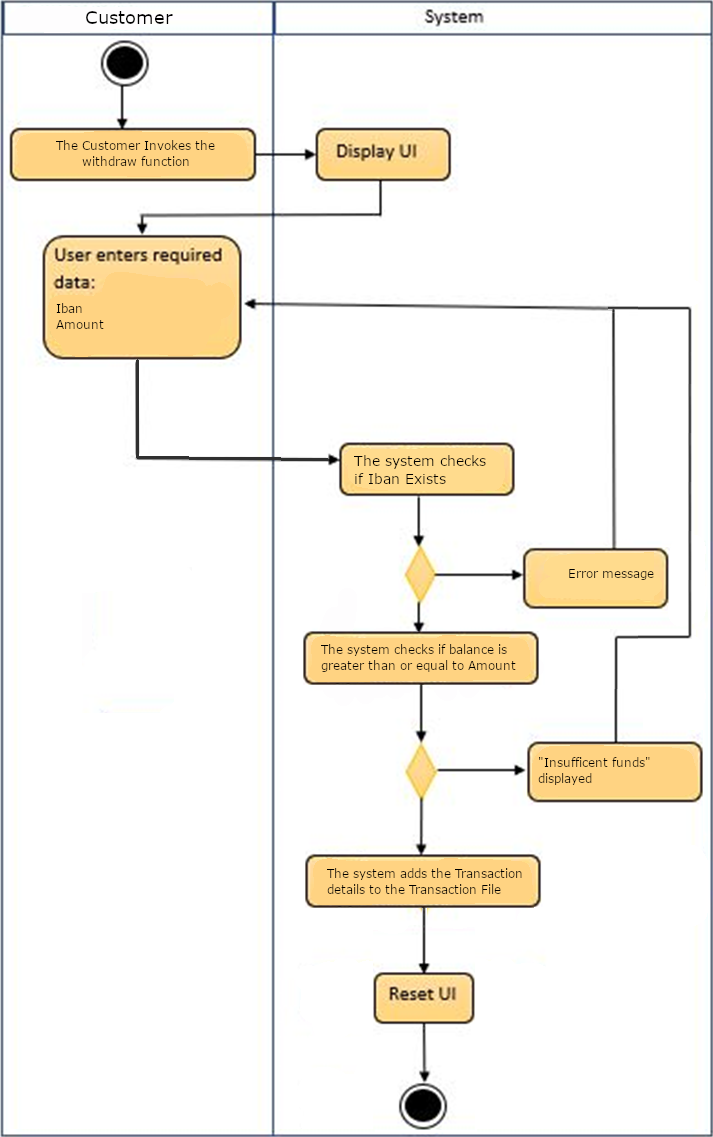 Customer
System
The Customer Invokes the
withdraw function
Display UI
User enters required
data:
Iban
Amount
The system checks
if Iban Exists
Error message
The system checks if balance is
greater than or equal to Amount
"Insufficent funds"
displayed
The system adds the Transaction
details to the Transaction File
Reset UI